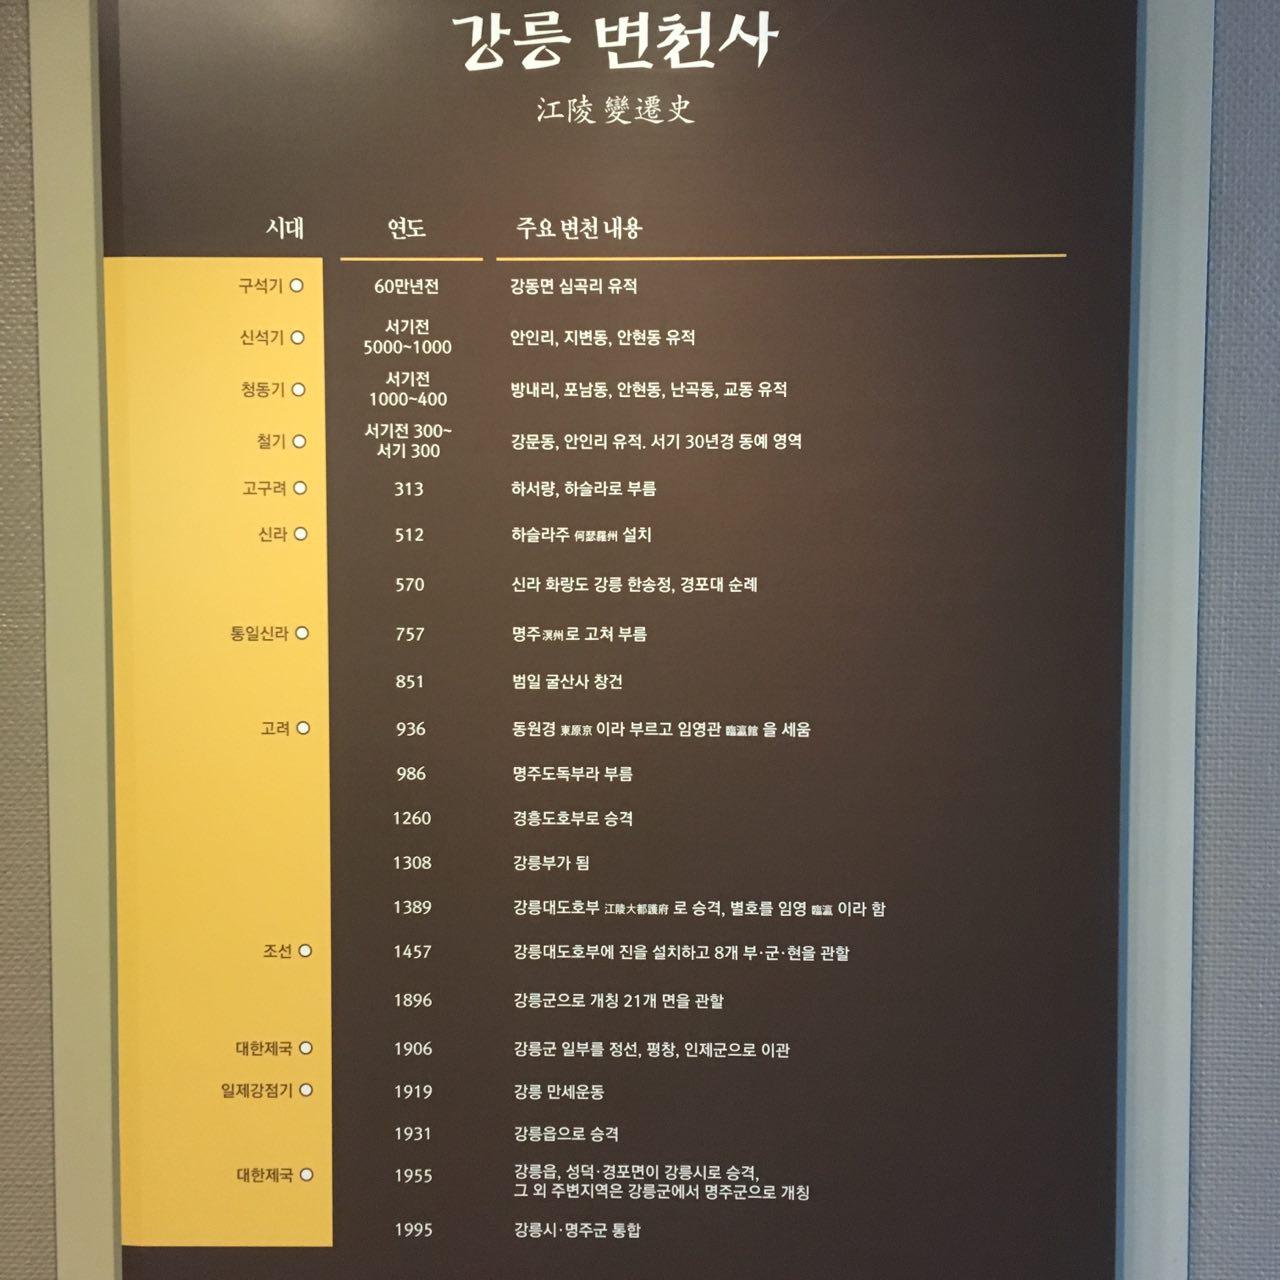 강릉 변천사
江陵 變遷史
시대 연도 주요 변천 내용
구석기 60만년전 강동면 심곡리 유적
신석기 서기전 5000~1000 안인리, 지변동, 안현동 유적
청동기 서기전 1000~400 방내리, 포남동, 안현동, 난곡동, 교동 유적
철기 서기전 300~ 서기 300 강문동, 안인리 유적. 서기 30년경 동예 영역
고구려 313 하서량, 하슬라로 부름
신라 512 하슬라주 何瑟羅州 설치
570 신라 화랑도 강릉 한송정, 경포대 순례
통일신라 757 명주 溟州로 고쳐 부름
851 범일 굴산사 창건
고려 936 동원경 東原京 이라 부르고 임영관 臨瀛館 을 세움
986 명주도독부라 부름
1260 경흥도호부로 승격
1308 강릉부가 됨
1389 강릉대도호부 江陵大都護府 로 승격, 별호를 임영 臨瀛 이라 함
조선 1457 강릉대도호부에 진을 설치하고 8개 부·군·현을 관할
1896 강릉군으로 개칭 21개 면을 관할
대한제국 1906 강릉군 일부를 정선, 평창, 인제군으로 이관
일제강점기 1919 강릉 만세운동
1931 강릉읍으로 승격
대한제국 1955 강릉읍, 성덕·경포면이 강릉시로 승격,
그 외 주변지역은 강릉군에서 명주군으로 개칭
1995 강릉시·명주군 통합